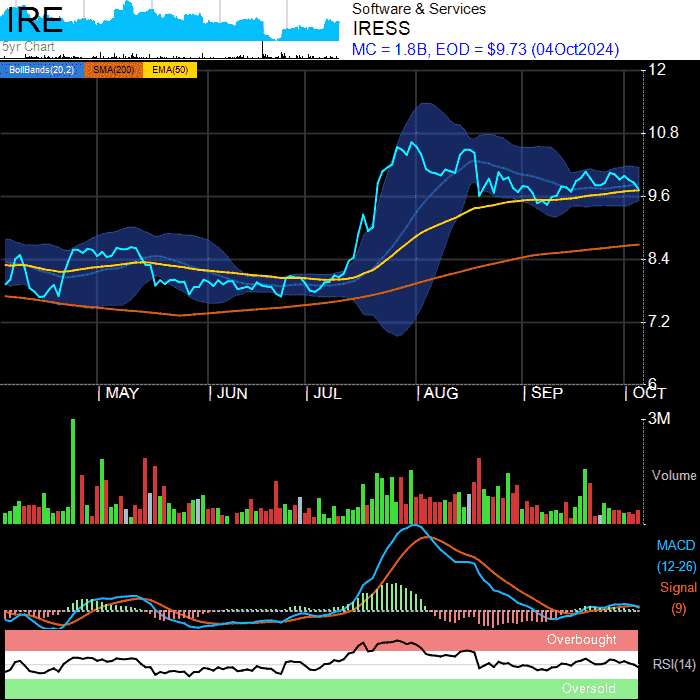 IRE
5yr Chart
Software & Services
IRESS
MC = 1.8B, EOD = $9.73 (04Oct2024)
BollBands(20,2) SMA(200) EMA(50)
12
10.8
9.6
8.4
7.2
6
MAY JUN JUL AUG SEP OCT
3M
Volume
MACD
(12-26)
Signal
(9)
Overbought
RSI(14)
Oversold